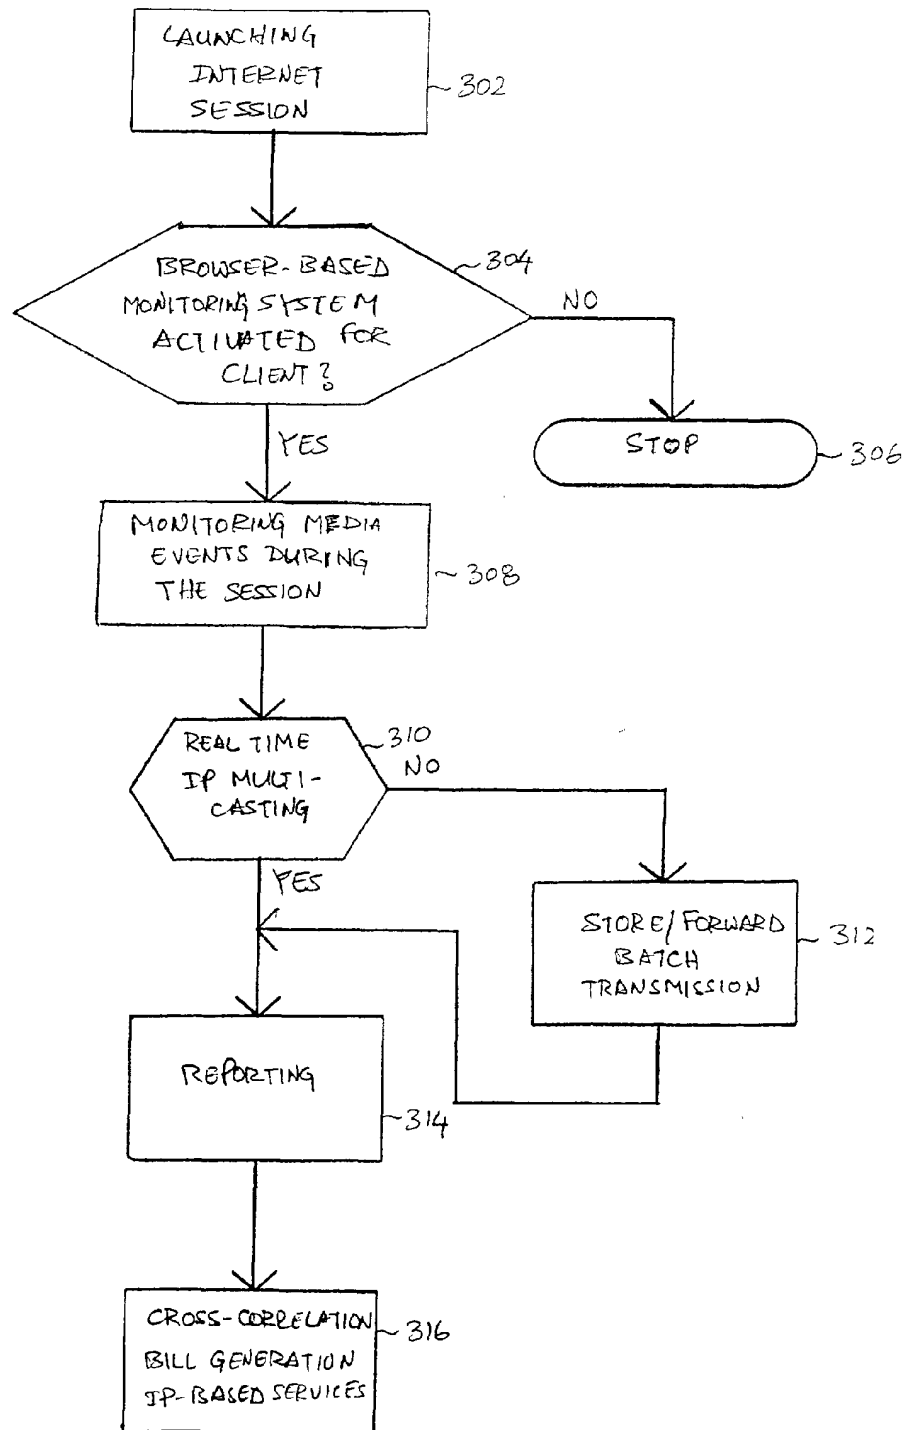 LAUNCHING
INTERNET
SESSION
302
BROWSER-BASED
MONITORING SYSTEM
ACTIVATED FOR
CLIENT?
304
NO
STOP
306
YES
MONITORING MEDIA
EVENTS DURING
THE SESSION
308
REAL TIME
IP MULTI-
CASTING
310
NO
YES
STORE/FORWARD
BATCH
TRANSMISSION
312
REPORTING
314
CROSS-CORRELATION
BILL GENERATION
IP-BASED SERVICES
316